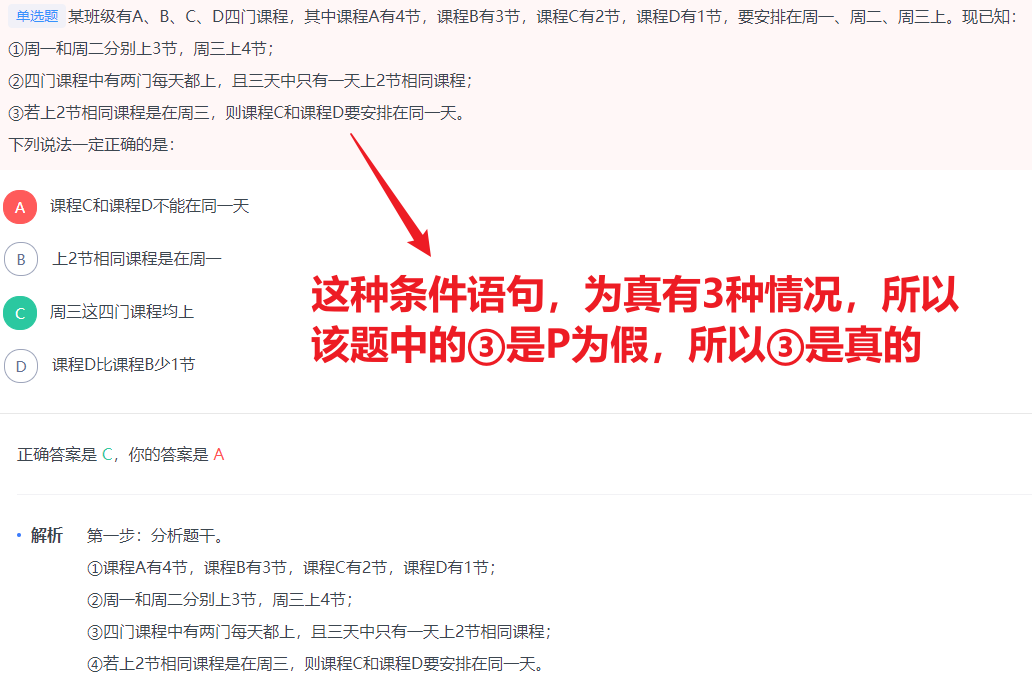 单选题 某班级有A、B、C、D四门课程，其中课程A有4节，课程B有3节，课程C有2节，课程D有1节，要安排在周一、周二、周三上。现已知：
①周一和周二分别上3节，周三上4节；
②四门课程中有两门每天都上，且三天中只有一天上2节相同课程；
③若上2节相同课程是在周三，则课程C和课程D要安排在同一天。
下列说法一定正确的是：
A 课程C和课程D不能在同一天
B 上2节相同课程是在周一
C 周三这四门课程均上
D 课程D比课程B少1节
这种条件语句，为真有3种情况，所以
该题中的③是P为假，所以③是真的
正确答案是 C，你的答案是 A
• 解析 第一步：分析题干。
①课程A有4节，课程B有3节，课程C有2节，课程D有1节；
②周一和周二分别上3节，周三上4节；
③四门课程中有两门每天都上，且三天中只有一天上2节相同课程；
④若上2节相同课程是在周三，则课程C和课程D要安排在同一天。